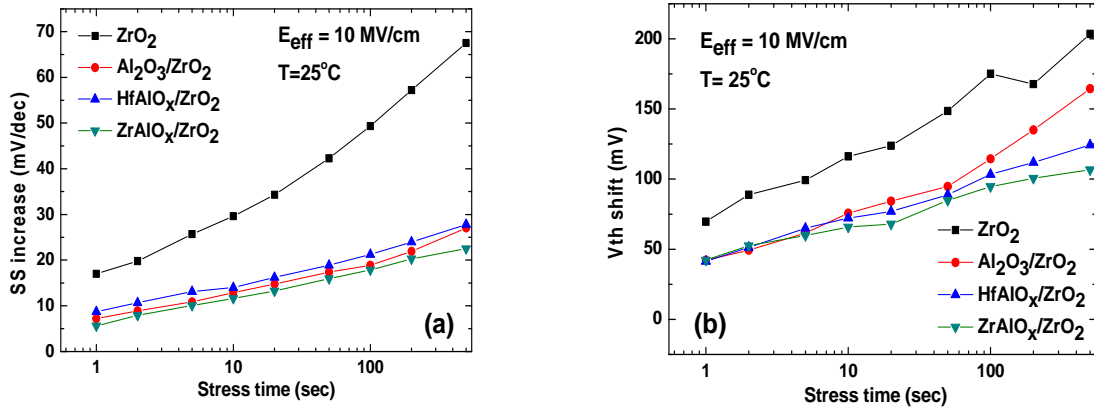 70
60
50
40
30
20
10
0
SS increase (mV/dec)
ZrO₂
Al₂O₃/ZrO₂
HfAlOₓ/ZrO₂
ZrAlOₓ/ZrO₂
E_eff = 10 MV/cm
T=25°C
(a)
1 10 100
Stress time (sec)
200
150
100
50
0
Vth shift (mV)
E_eff = 10 MV/cm
T= 25°C
ZrO₂
Al₂O₃/ZrO₂
HfAlOₓ/ZrO₂
ZrAlOₓ/ZrO₂
(b)
1 10 100
Stress time (sec)